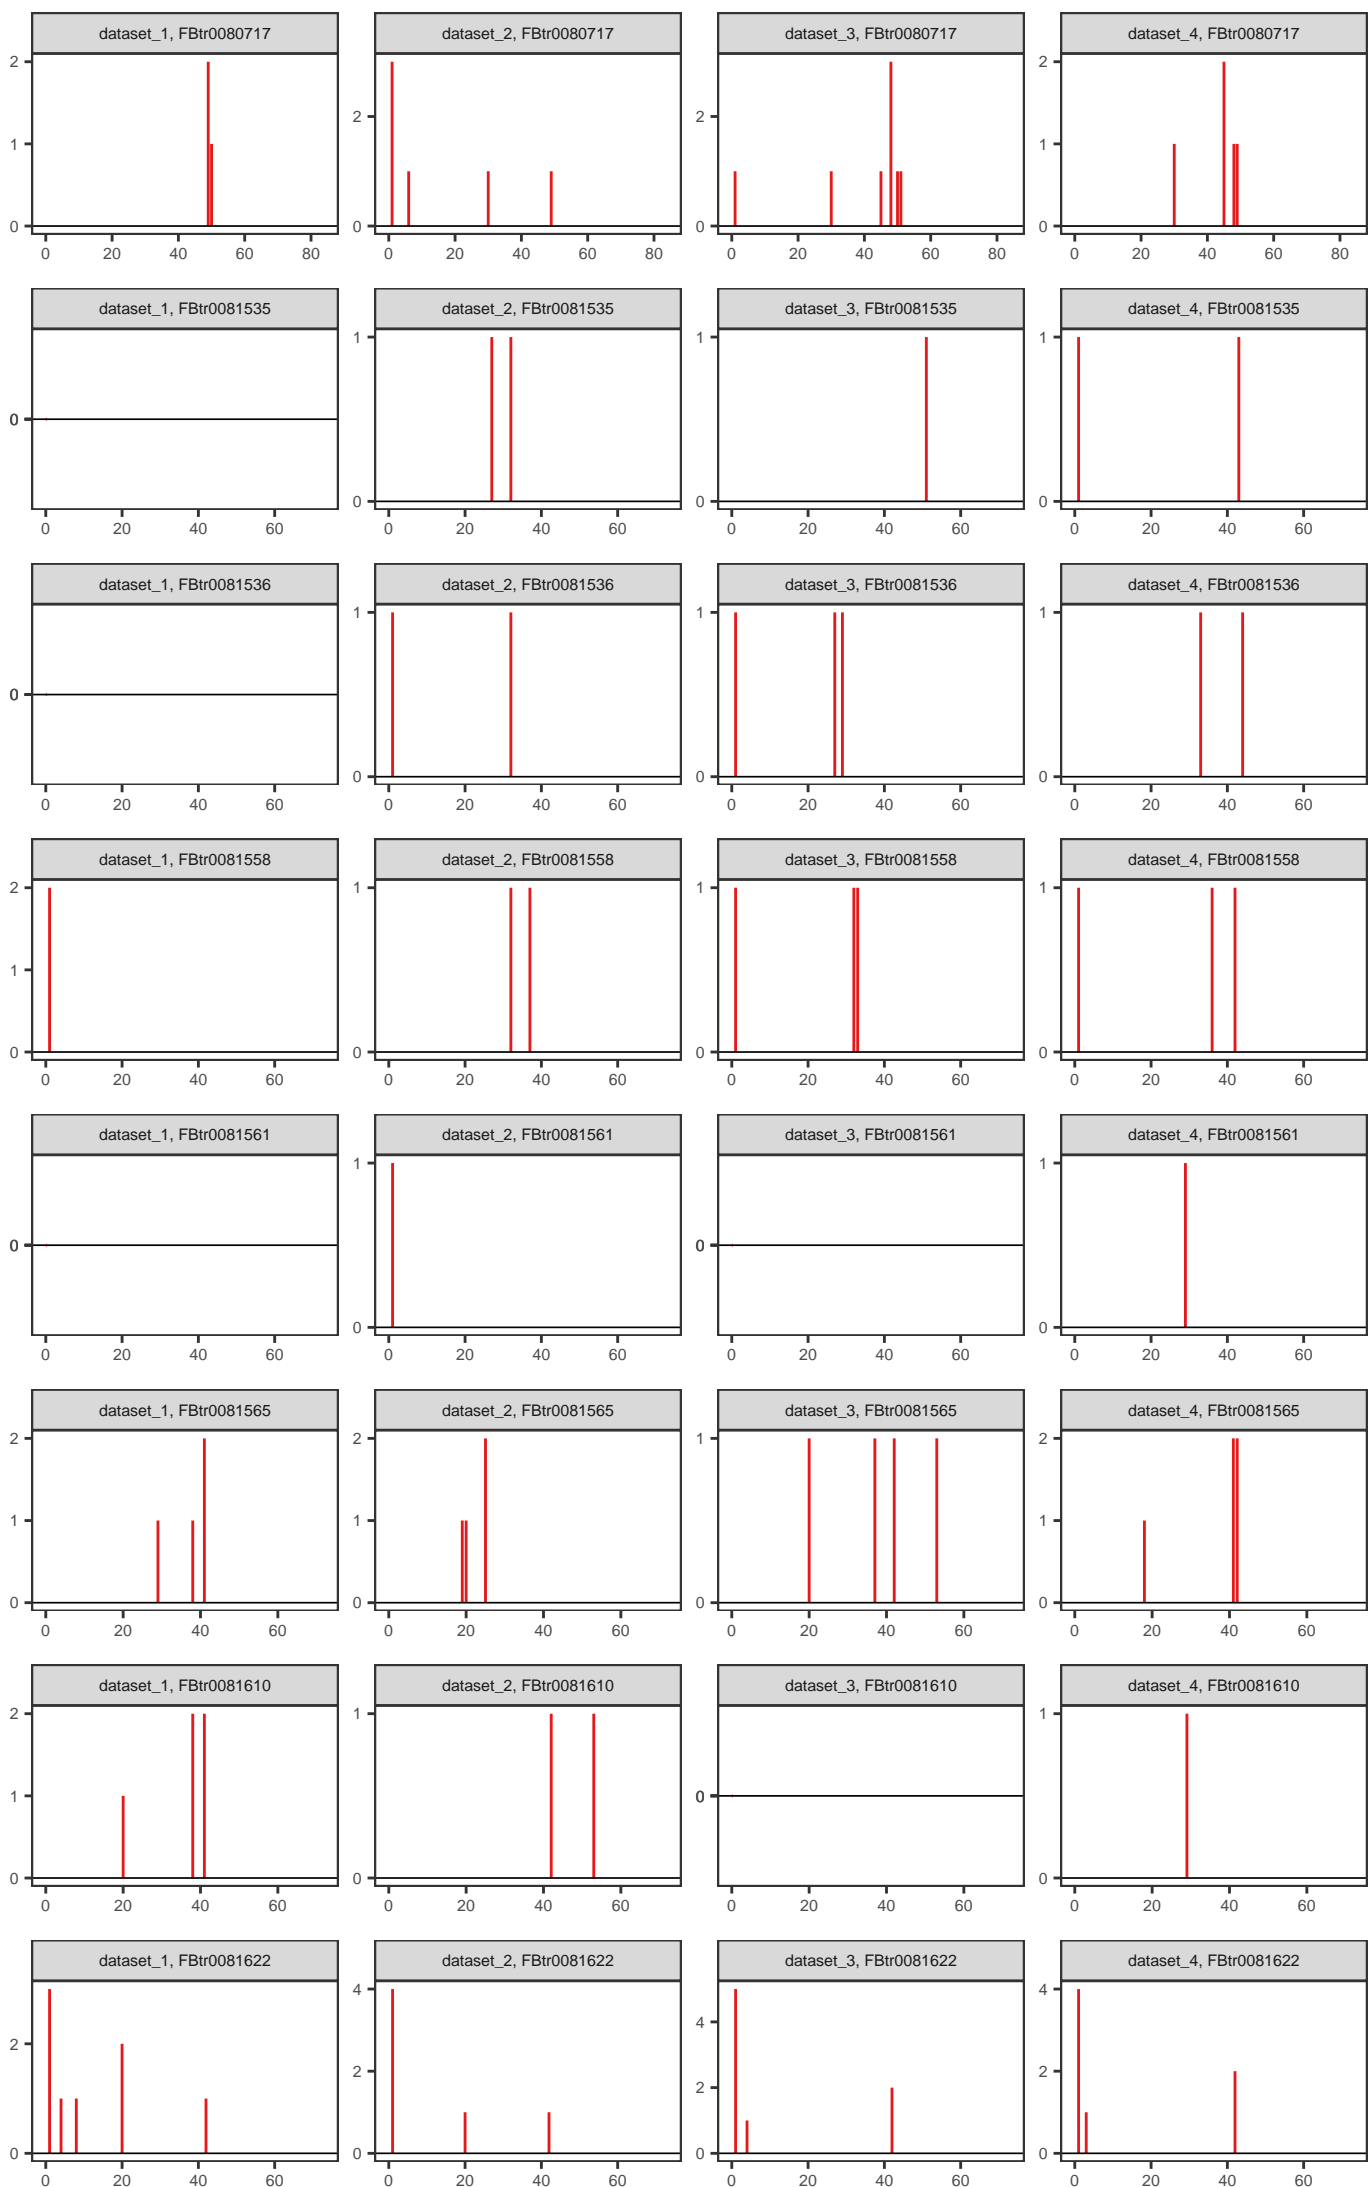 dataset_1, FBtr0080717 dataset_2, FBtr0080717 dataset_3, FBtr0080717 dataset_4, FBtr0080717
2 2 2 2
1 1
0 0 0 0
0 20 40 60 80 0 20 40 60 80 0 20 40 60 80 0 20 40 60 80
dataset_1, FBtr0081535 dataset_2, FBtr0081535 dataset_3, FBtr0081535 dataset_4, FBtr0081535
1 1 1
0
0 0 0
0 20 40 60 0 20 40 60 0 20 40 60 0 20 40 60
dataset_1, FBtr0081536 dataset_2, FBtr0081536 dataset_3, FBtr0081536 dataset_4, FBtr0081536
1 1 1
0
0 0 0
0 20 40 60 0 20 40 60 0 20 40 60 0 20 40 60
dataset_1, FBtr0081558 dataset_2, FBtr0081558 dataset_3, FBtr0081558 dataset_4, FBtr0081558
2 1 1 1
1
0 0 0 0
0 20 40 60 0 20 40 60 0 20 40 60 0 20 40 60
dataset_1, FBtr0081561 dataset_2, FBtr0081561 dataset_3, FBtr0081561 dataset_4, FBtr0081561
1 1
0 0
0 0
0 20 40 60 0 20 40 60 0 20 40 60 0 20 40 60
dataset_1, FBtr0081565 dataset_2, FBtr0081565 dataset_3, FBtr0081565 dataset_4, FBtr0081565
2 2 1 2
1 1 1
0 0 0 0
0 20 40 60 0 20 40 60 0 20 40 60 0 20 40 60
dataset_1, FBtr0081610 dataset_2, FBtr0081610 dataset_3, FBtr0081610 dataset_4, FBtr0081610
2 1 1
1 0
0 0 0
0 20 40 60 0 20 40 60 0 20 40 60 0 20 40 60
dataset_1, FBtr0081622 dataset_2, FBtr0081622 dataset_3, FBtr0081622 dataset_4, FBtr0081622
4 4
4
2
2 2
2
0 0 0 0
0 20 40 60 0 20 40 60 0 20 40 60 0 20 40 60